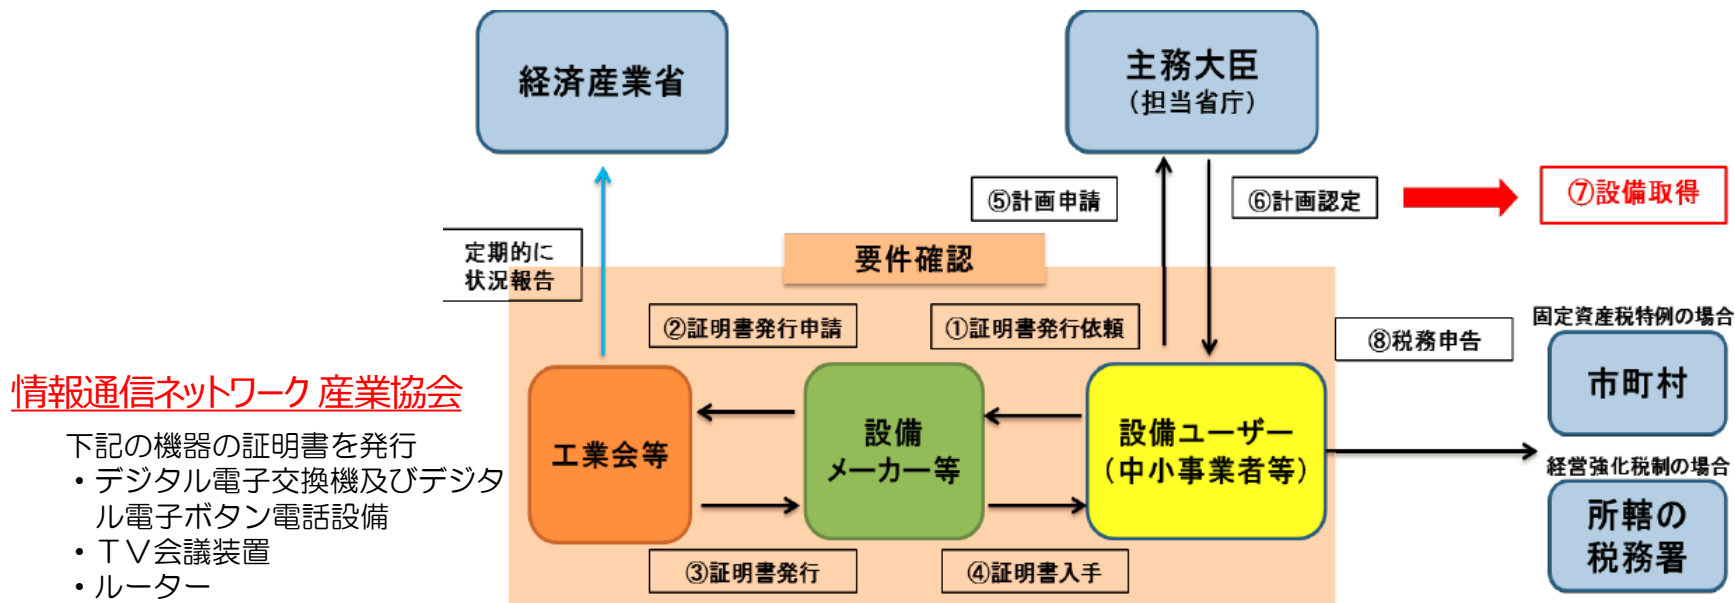 経済産業省
主務大臣
（担当省庁）
⑤計画申請
⑥計画認定
⑦設備取得
定期的に
状況報告
要件確認
②証明書発行申請
①証明書発行依頼
⑧税務申告
固定資産税特例の場合
市町村
情報通信ネットワーク産業協会
下記の機器の証明書を発行
・デジタル電子交換機及びデジタ
ル電子ボタン電話設備
・ＴＶ会議装置
・ルーター
工業会等
設備
メーカー等
設備ユーザー
（中小事業者等）
経営強化税制の場合
所轄の
税務署
③証明書発行
④証明書入手